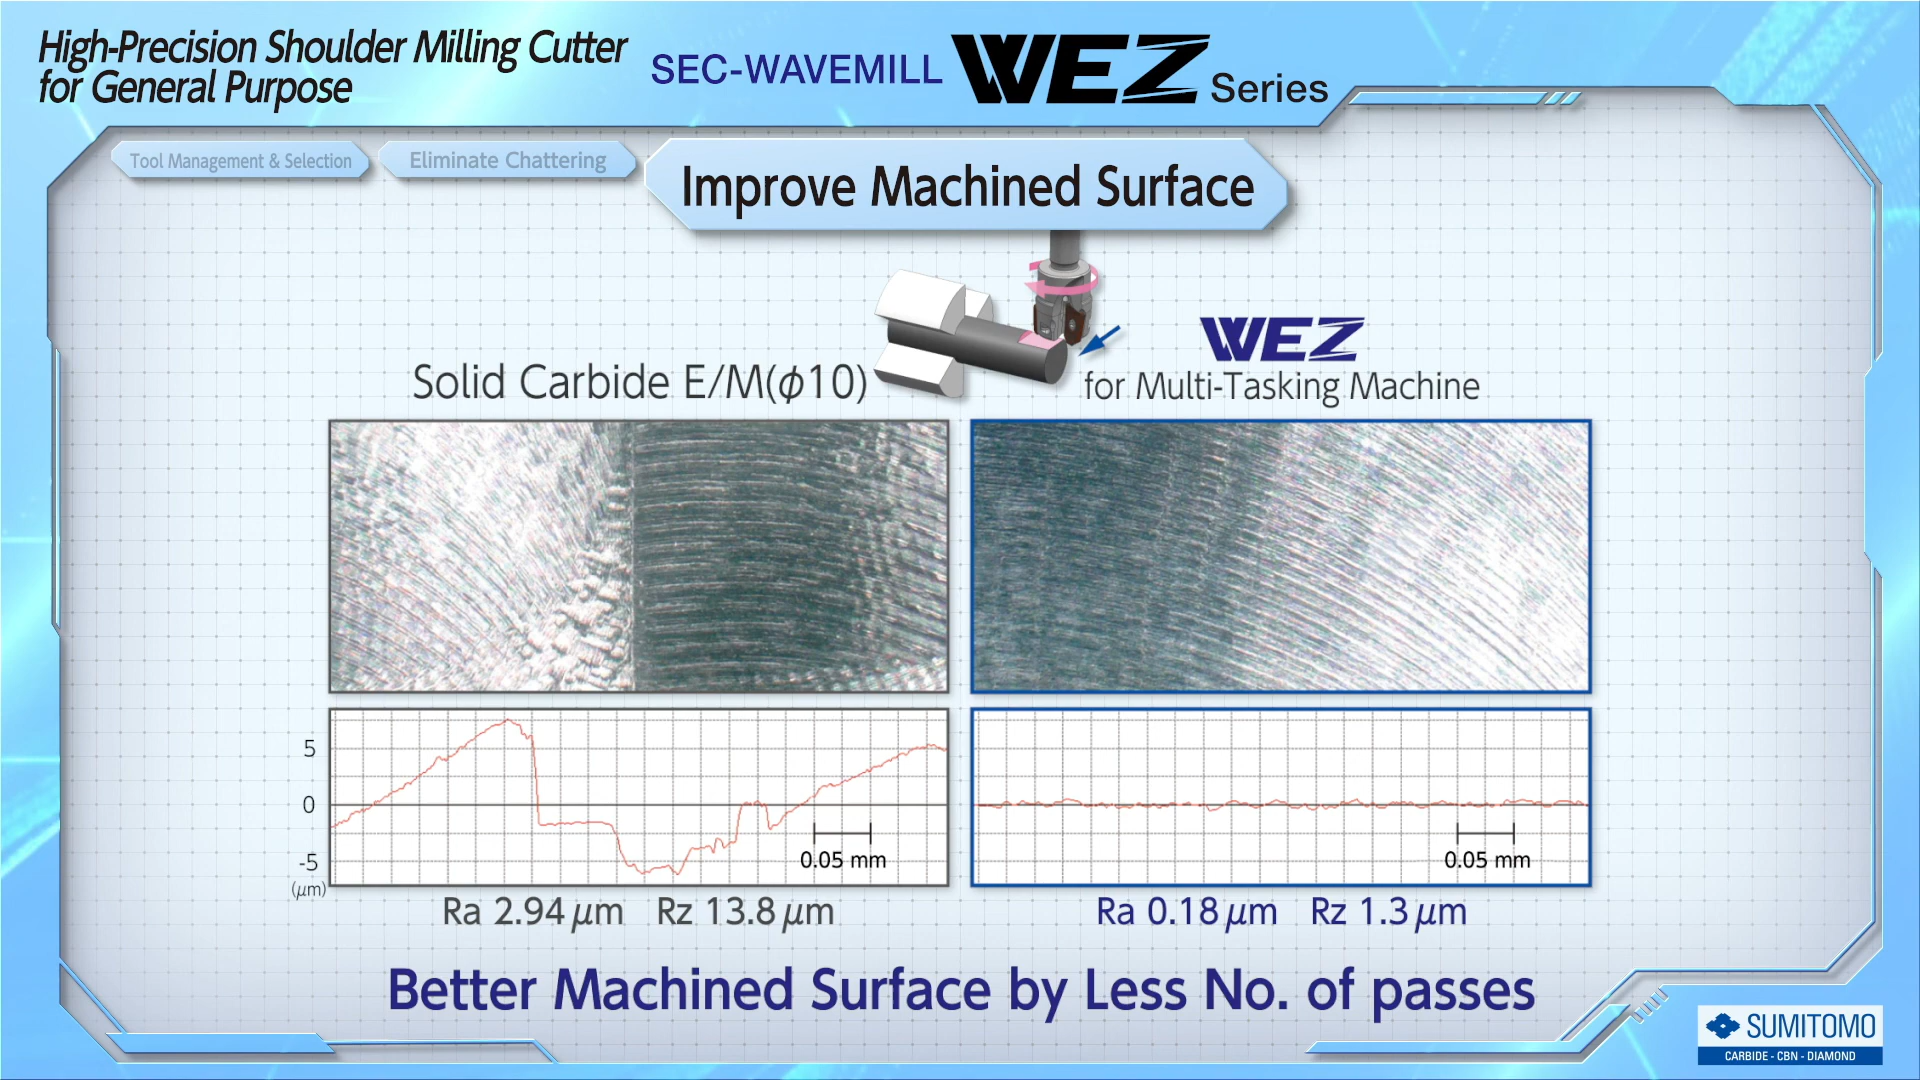 High-Precision Shoulder Milling Cutter
for General Purpose
SEC-WAVEMILL WEZ Series
Tool Management & Selection
Eliminate Chattering
Improve Machined Surface
Solid Carbide E/M(φ10)
WEZ
for Multi-Tasking Machine
5
0
-5
(μm)
0.05 mm
0.05 mm
Ra 2.94 μm Rz 13.8 μm
Ra 0.18 μm Rz 1.3 μm
Better Machined Surface by Less No. of passes
SUMITOMO
CARBIDE - CBN - DIAMOND